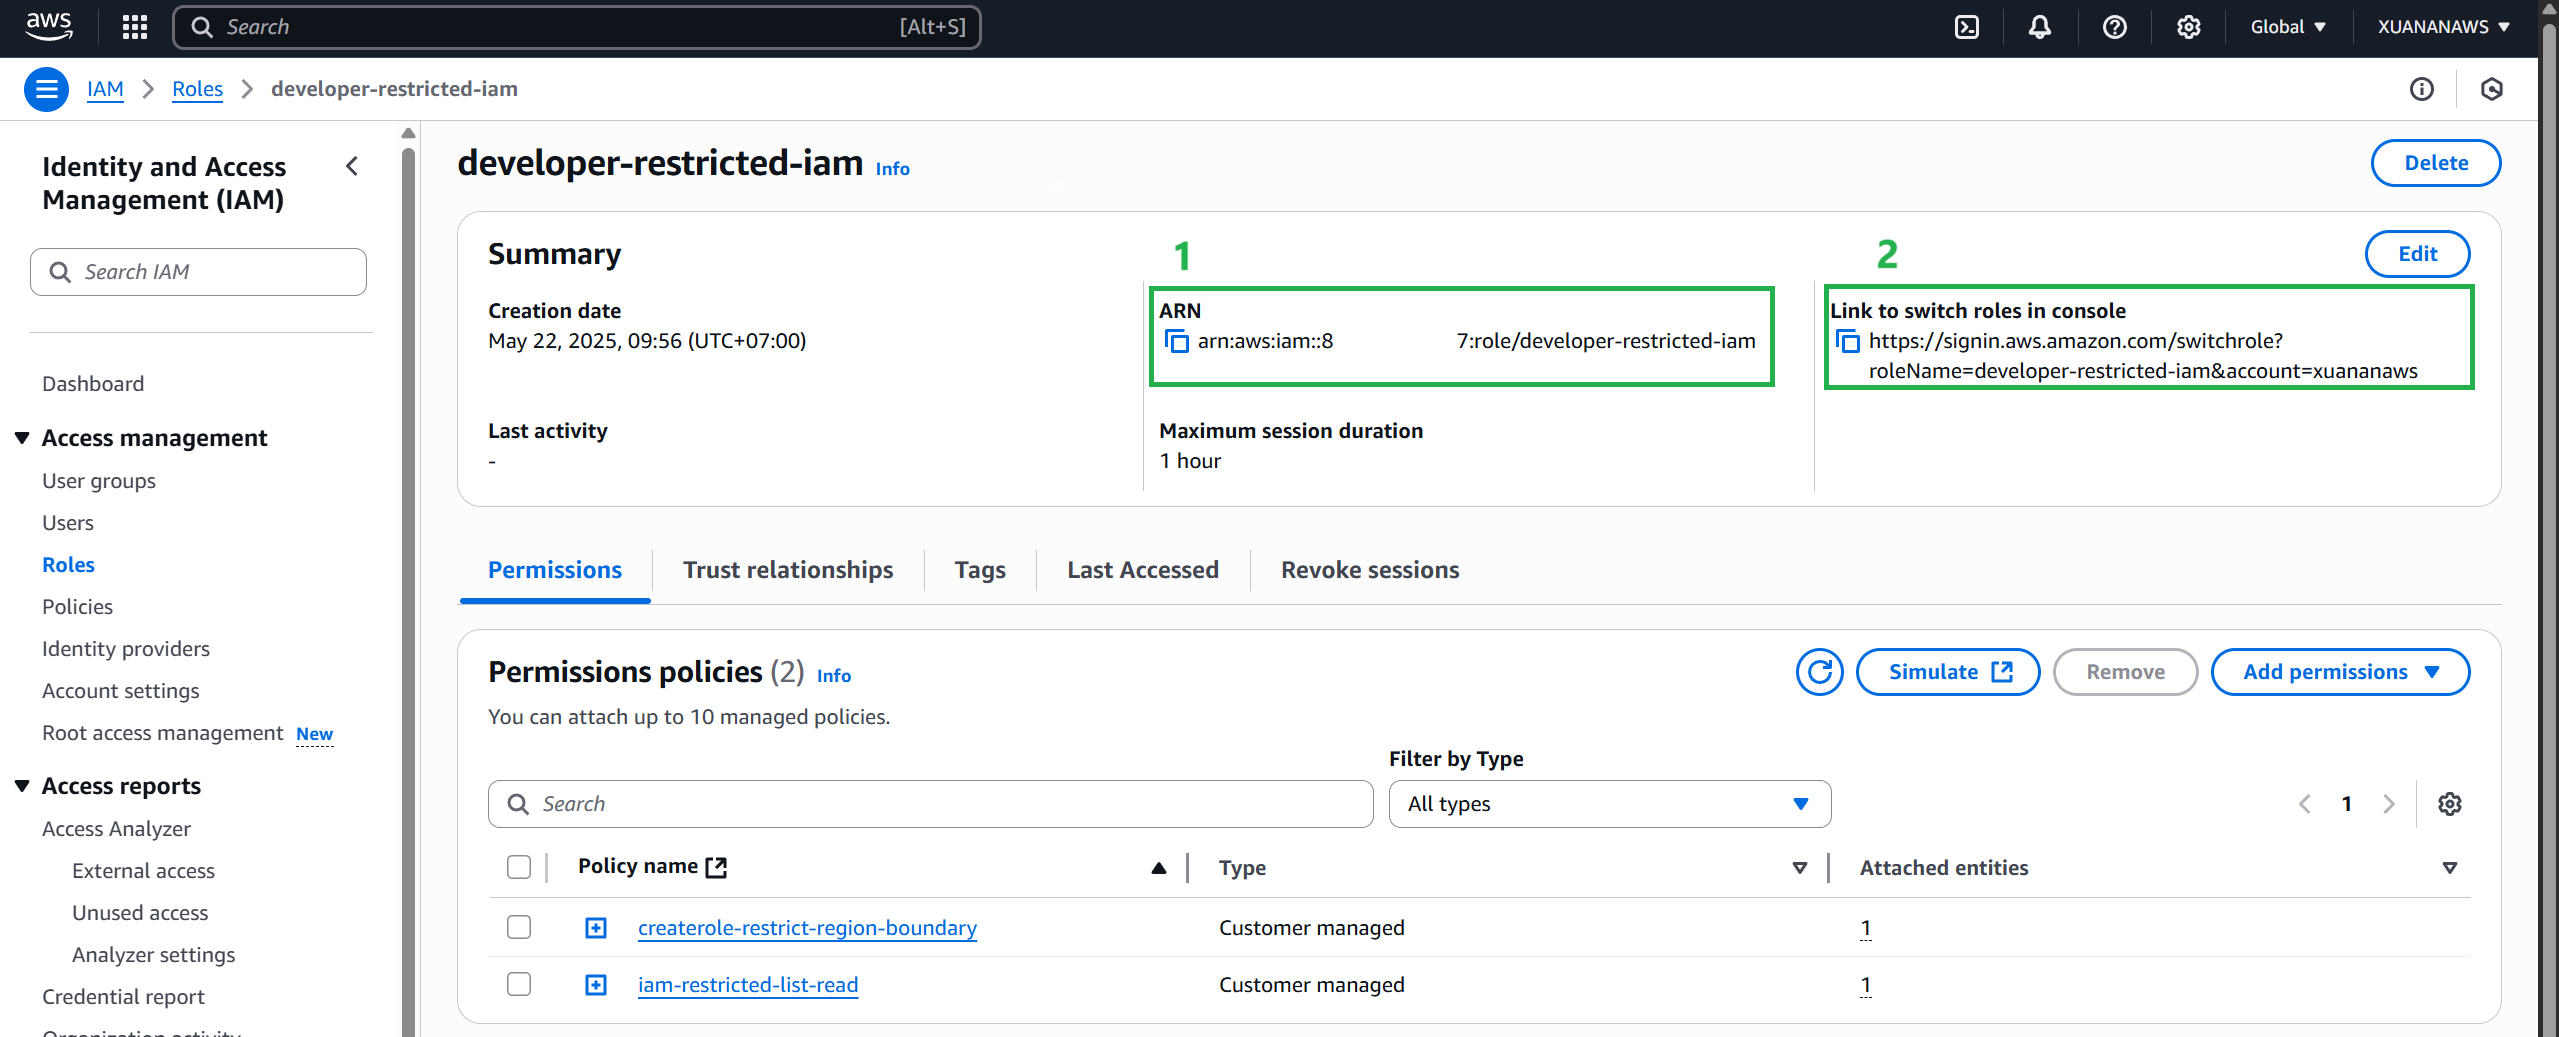 aws
Search [Alt+S]
Global
XUANANAWS
IAM
Roles
developer-restricted-iam
Identity and Access
Management (IAM)
Search IAM
Dashboard
Access management
User groups
Users
Roles
Policies
Identity providers
Account settings
Root access management New
Access reports
Access Analyzer
External access
Unused access
Analyzer settings
Credential report
Organization activity
developer-restricted-iam Info
Delete
Summary
1
2
Edit
Creation date
May 22, 2025, 09:56 (UTC+07:00)
ARN
arn:aws:iam::8 7:role/developer-restricted-iam
Link to switch roles in console
https://signin.aws.amazon.com/switchrole?
roleName=developer-restricted-iam&account=xuananaws
Last activity
-
Maximum session duration
1 hour
Permissions
Trust relationships
Tags
Last Accessed
Revoke sessions
Permissions policies (2) Info
Simulate
Remove
Add permissions
You can attach up to 10 managed policies.
Filter by Type
Search
All types
1
Policy name
Type
Attached entities
createrole-restrict-region-boundary
Customer managed
1
iam-restricted-list-read
Customer managed
1